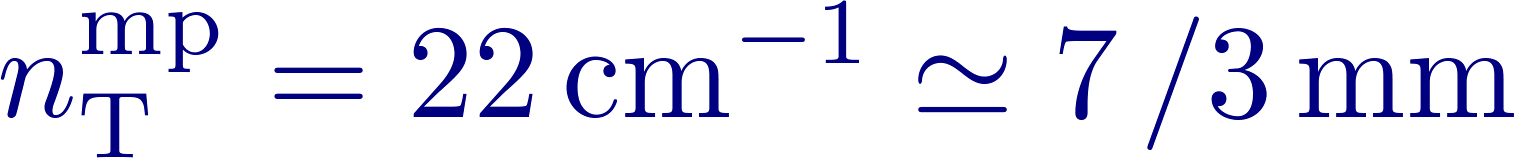 n_T^mp = 22 cm^−1 ≃ 7 /3 mm